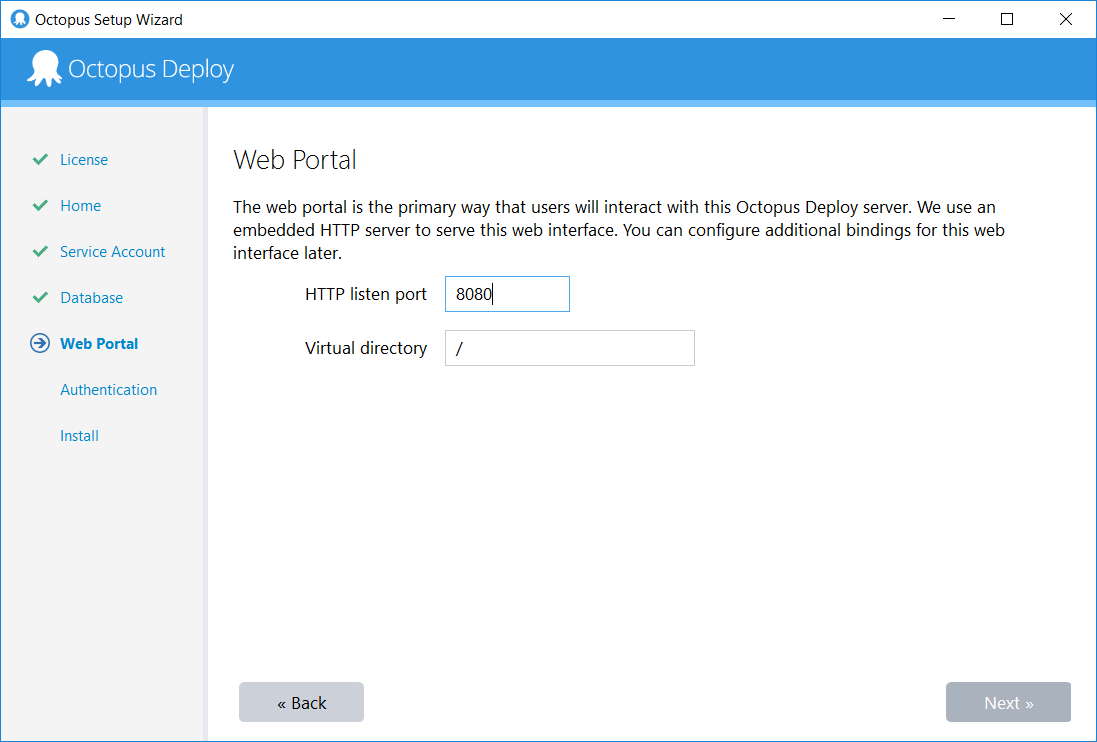 Octopus Setup Wizard
Octopus Deploy
License
Home
Service Account
Database
Web Portal
Authentication
Install
Web Portal
The web portal is the primary way that users will interact with this Octopus Deploy server. We use an
embedded HTTP server to serve this web interface. You can configure additional bindings for this web
interface later.
HTTP listen port 8080
Virtual directory /
« Back
Next »